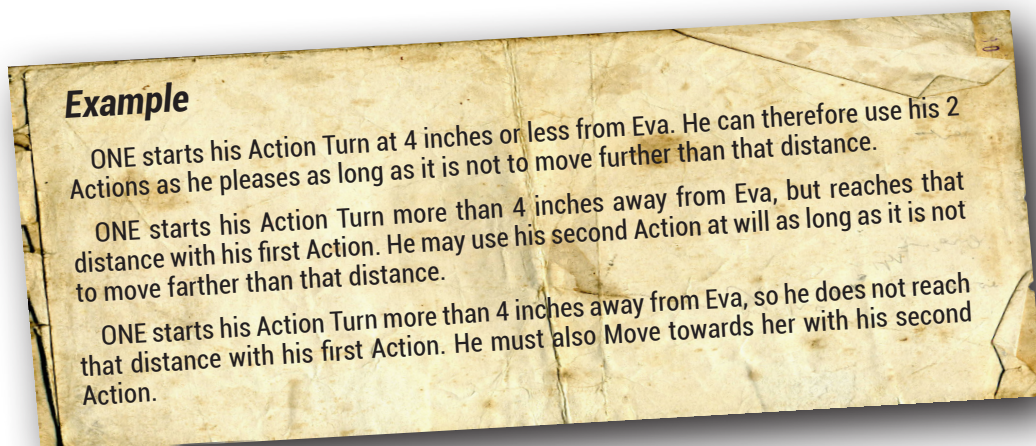 Example
ONE starts his Action Turn at 4 inches or less from Eva. He can therefore use his 2
Actions as he pleases as long as it is not to move further than that distance.
ONE starts his Action Turn more than 4 inches away from Eva, but reaches that
distance with his first Action. He may use his second Action at will as long as it is not
to move farther than that distance.
ONE starts his Action Turn more than 4 inches away from Eva, so he does not reach
that distance with his first Action. He must also Move towards her with his second
Action.